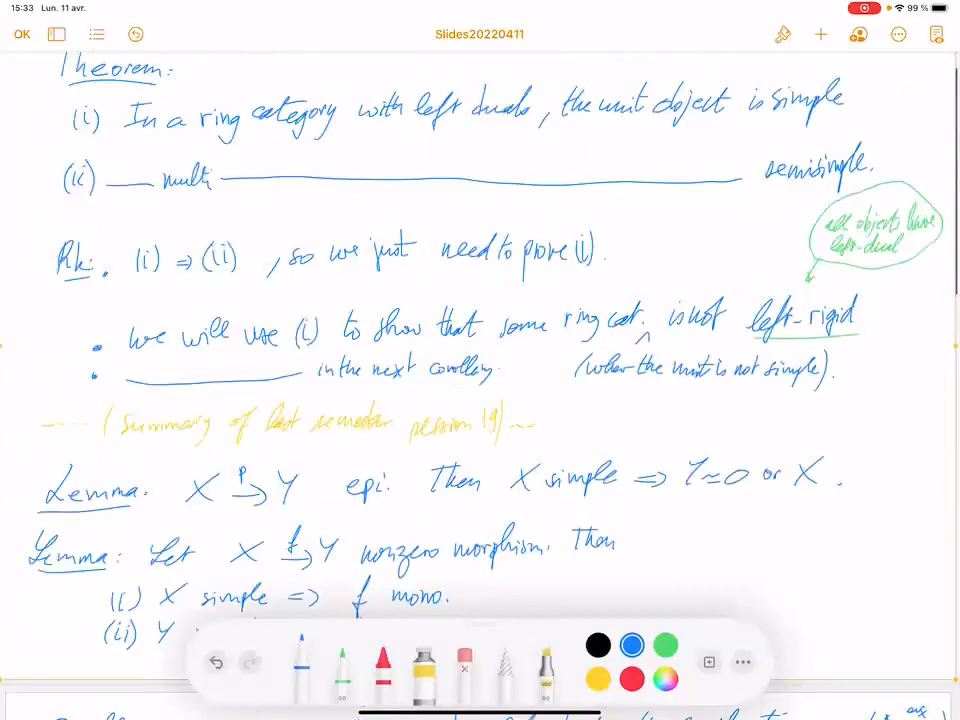 15:33 Lun. 11 avr.
99 %
OK
Slides20220411
Theorem:
(i) In a ring category with left duals, the unit object is simple
(ii) —— multi —————— semisimple.
all objects have
left-dual
Rk: . (i) ⇒ (ii), so we just need to prove (i).
. we will use (i) to show that some ring cat. ^ is not left-rigid
. —————— in the next corollary. (when the unit is not simple).
---- (Summary of last semester session 19) ---
Lemma. X →p Y epi. Then X simple ⇒ Y ≃ 0 or X.
Lemma: Let X →f Y nonzero morphism. Then
(i) X simple ⇒ f mono.
(ii) Y